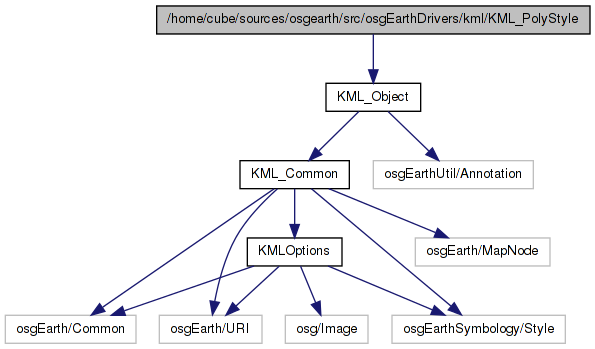 /home/cube/sources/osgearth/src/osgEarthDrivers/kml/KML_PolyStyle
KML_Object
KML_Common
osgEarthUtil/Annotation
KMLOptions
osgEarth/MapNode
osgEarth/Common
osgEarth/URI
osg/Image
osgEarthSymbology/Style